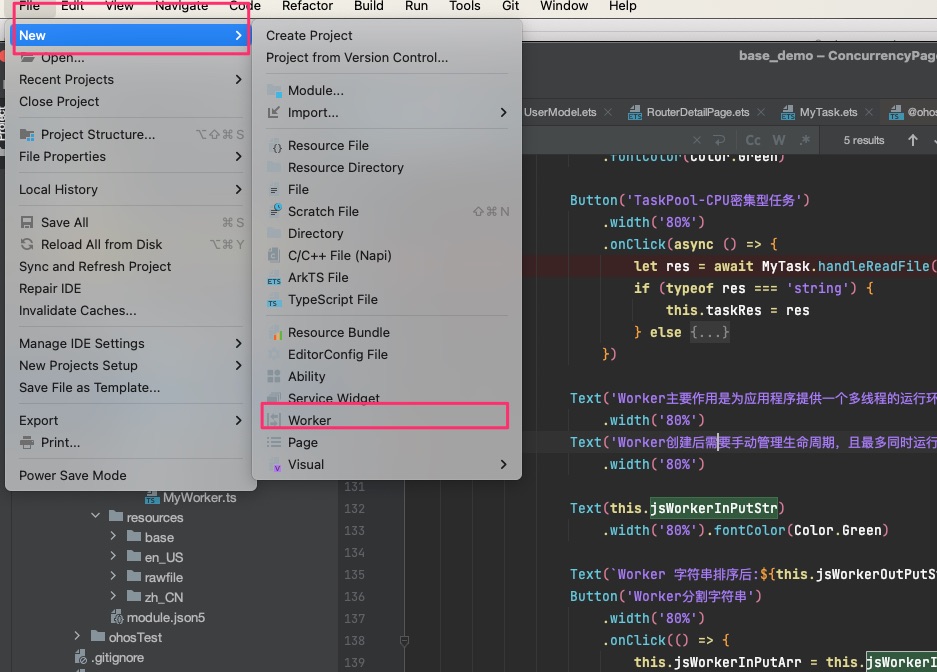 File Edit View Navigate Code Refactor Build Run Tools Git Window Help
base_demo – ConcurrencyPage
New
Open...
Recent Projects
Close Project
Project Structure... ⌥⇧⌘S
File Properties
Local History
Save All ⌘S
Reload All from Disk ⌥⌘Y
Sync and Refresh Project
Repair IDE
Invalidate Caches...
Manage IDE Settings
New Projects Setup
Save File as Template...
Export
Print...
Power Save Mode
Create Project
Project from Version Control...
Module...
Import...
Resource File
Resource Directory
File
Scratch File ⇧⌘N
Directory
C/C++ File (Napi)
ArkTS File
TypeScript File
Resource Bundle
EditorConfig File
Ability
Service Widget
Worker
Page
Visual
MyWorker.ts
resources
base
en_US
rawfile
zh_CN
module.json5
ohosTest
.gitignore
UserModel.ets RouterDetailPage.ets MyTask.ets @ohos
Cc W .* 5 results
.fontColor(Color.Green)
Button('TaskPool-CPU密集型任务')
.width('80%')
.onClick(async () => {
let res = await MyTask.handleReadFile(
if (typeof res === 'string') {
this.taskRes = res
} else {...}
})
Text('Worker主要作用是为应用程序提供一个多线程的运行环
.width('80%')
Text('Worker创建后需要手动管理生命周期，且最多同时运行
.width('80%')
131
132 Text(this.jsWorkerInPutStr)
133 .width('80%').fontColor(Color.Green)
134
135 Text(`Worker 字符串排序后:${this.jsWorkerOutPutS
136 Button('Worker分割字符串')
137 .width('80%')
138 .onClick(() => {
139 this.jsWorkerInPutArr = this.jsWorkerI